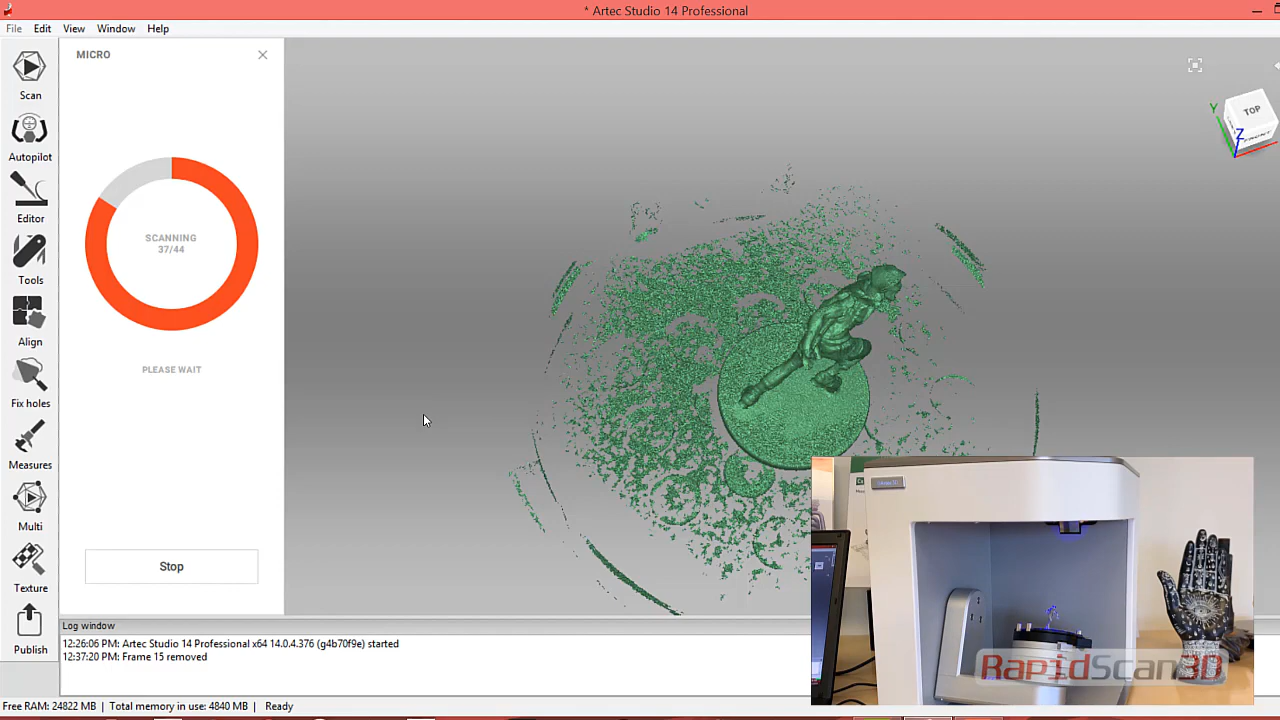 * Artec Studio 14 Professional
File Edit View Window Help
MICRO
Scan
Autopilot
Editor
Tools
Align
Fix holes
Measures
Multi
Texture
Publish
SCANNING
37/44
PLEASE WAIT
Stop
TOP
FRONT
Y
Z
Log window
12:26:06 PM: Artec Studio 14 Professional x64 14.0.4.376 (g4b70f9e) started
12:37:20 PM: Frame 15 removed
RapidScan3D
Free RAM: 24822 MB | Total memory in use: 4840 MB | Ready